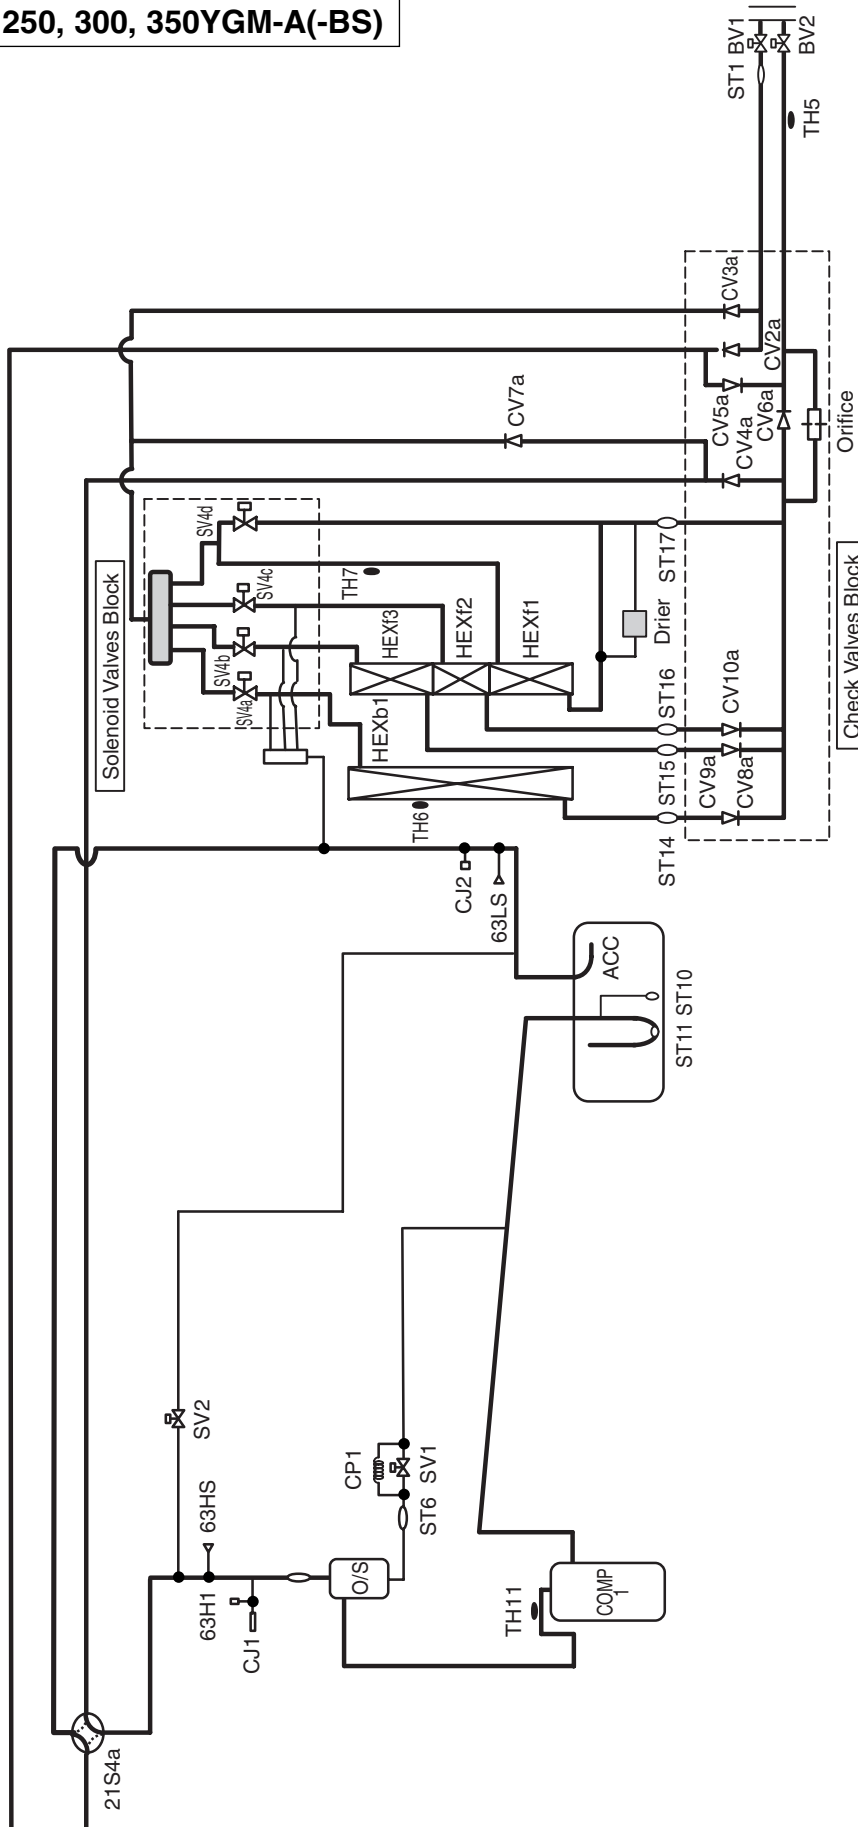 250, 300, 350YGM-A(-BS)
ST1 BV1
BV2
TH5
CV3a
CV2a
CV7a
CV5a
CV6a
CV4a
Orifice
Solenoid Valves Block
SV4d
SV4c
SV4b
SV4a
TH7
HEXf3
HEXf2
HEXf1
ST17
Drier
HEXb1
ST16
CV10a
ST15
CV9a
CV8a
ST14
TH6
Check Valves Block
CJ2
63LS
ACC
ST11 ST10
SV2
CP1
SV1
ST6
63HS
63H1
CJ1
O/S
TH11
COMP
1
21S4a